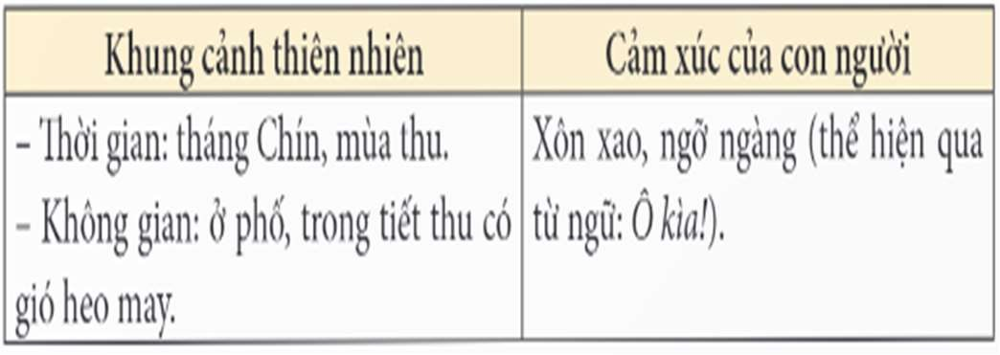 Khung cảnh thiên nhiên
Cảm xúc của con người
– Thời gian: tháng Chín, mùa thu.
– Không gian: ở phố, trong tiết thu có
gió heo may.
Xôn xao, ngỡ ngàng (thể hiện qua
từ ngữ: Ô kìa!).